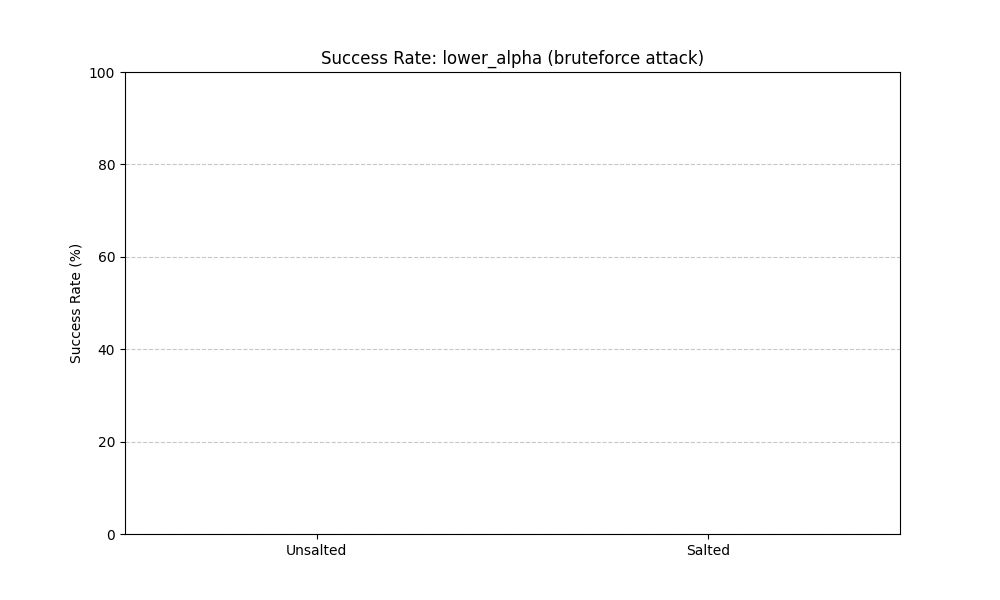 Success Rate: lower_alpha (bruteforce attack)
Success Rate (%)
100
80
60
40
20
0
Unsalted Salted